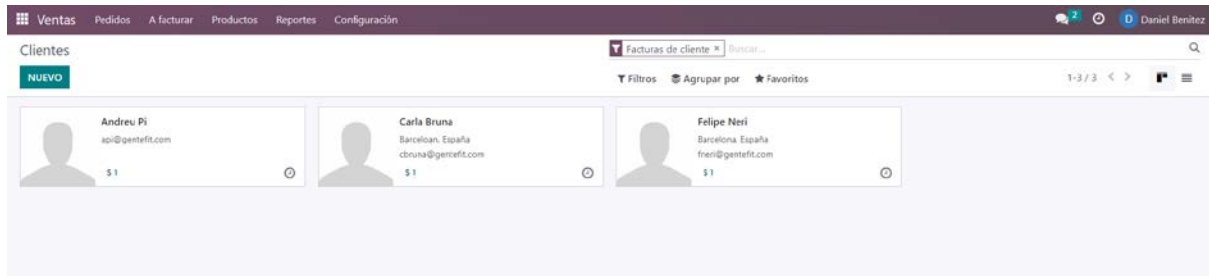 Ventas Pedidos A facturar Productos Reportes Configuración 2 D Daniel Benitez
Clientes
Facturas de cliente × Buscar...
NUEVO
Filtros Agrupar por Favoritos 1-3 / 3
Andreu Pi
api@gentefit.com
$ 1
Carla Bruna
Barceloan, España
cbruna@gentefit.com
$ 1
Felipe Neri
Barcelona, España
fneri@gentefit.com
$ 1